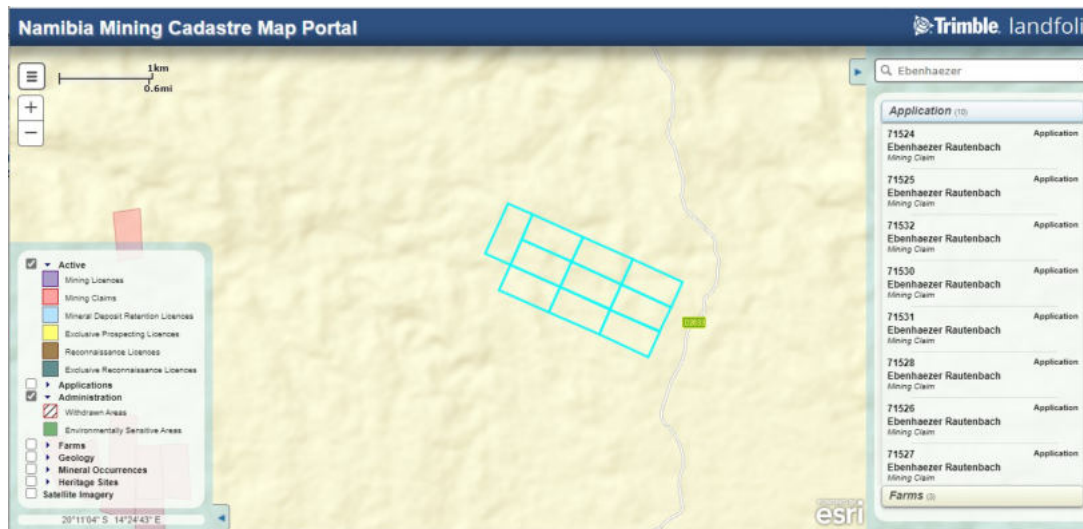 Namibia Mining Cadastre Map Portal
Trimble landfoli
1km
0.6mi
Ebenhaezer
Application (10)
71524 Application
Ebenhaezer Rautenbach
Mining Claim
71525 Application
Ebenhaezer Rautenbach
Mining Claim
71532 Application
Ebenhaezer Rautenbach
Mining Claim
71530 Application
Ebenhaezer Rautenbach
Mining Claim
71531 Application
Ebenhaezer Rautenbach
Mining Claim
71528 Application
Ebenhaezer Rautenbach
Mining Claim
71526 Application
Ebenhaezer Rautenbach
Mining Claim
71527 Application
Ebenhaezer Rautenbach
Mining Claim
Farms (3)
Active
Mining Licences
Mining Claims
Mineral Deposit Retention Licences
Exclusive Prospecting Licences
Reconnaissance Licences
Exclusive Reconnaissance Licences
Applications
Administration
Withdrawn Areas
Environmentally Sensitive Areas
Farms
Geology
Mineral Occurrences
Heritage Sites
Satellite Imagery
20°11'04" S 14°24'43" E
esri